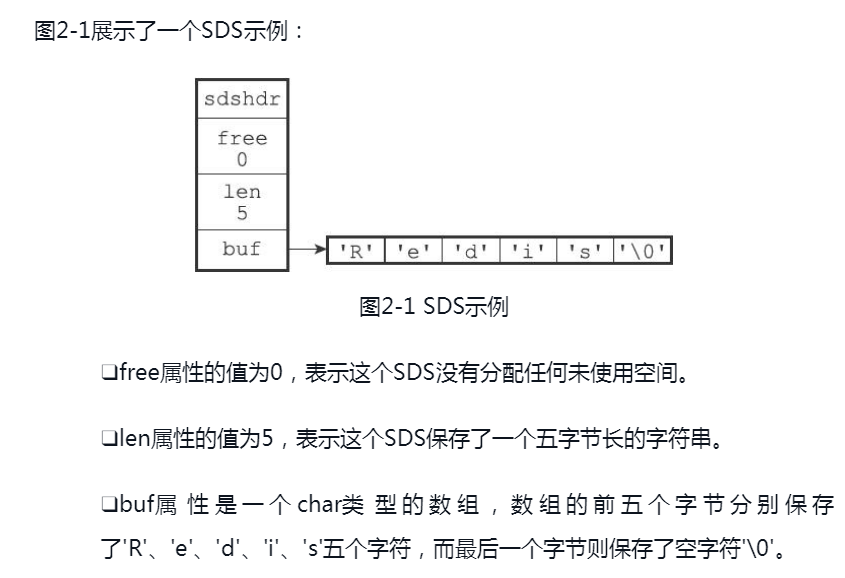 图2-1展示了一个SDS示例：
sdshdr
free
0
len
5
buf
'R' 'e' 'd' 'i' 's' '\0'
图2-1 SDS示例
❑free属性的值为0，表示这个SDS没有分配任何未使用空间。
❑len属性的值为5，表示这个SDS保存了一个五字节长的字符串。
❑buf属性是一个char类型的数组，数组的前五个字节分别保存
了'R'、'e'、'd'、'i'、's'五个字符，而最后一个字节则保存了空字符'\0'。